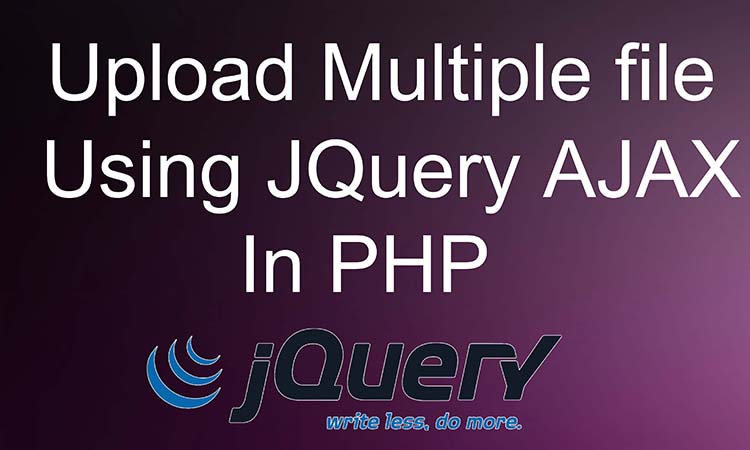 Upload Multiple file
Using JQuery AJAX
In PHP
jQuery
write less, do more.